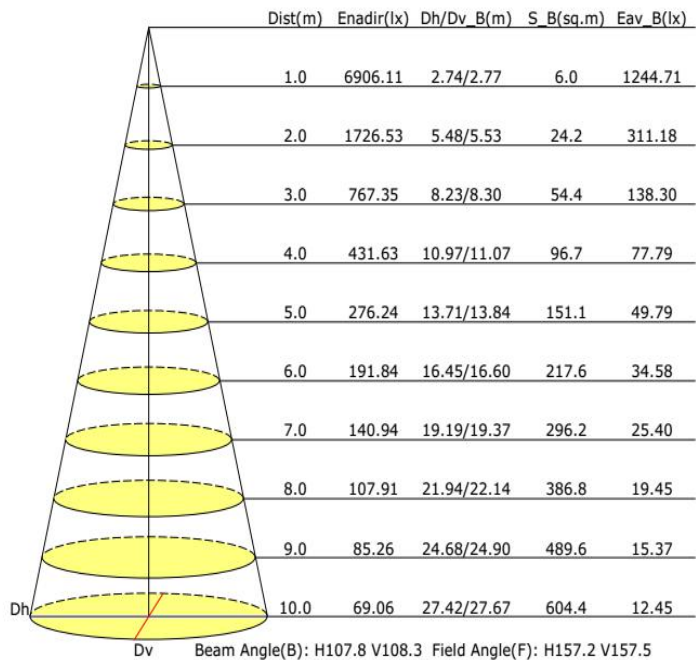 Dist(m) Enadir(lx) Dh/Dv_B(m) S_B(sq.m) Eav_B(lx)
1.0 6906.11 2.74/2.77 6.0 1244.71
2.0 1726.53 5.48/5.53 24.2 311.18
3.0 767.35 8.23/8.30 54.4 138.30
4.0 431.63 10.97/11.07 96.7 77.79
5.0 276.24 13.71/13.84 151.1 49.79
6.0 191.84 16.45/16.60 217.6 34.58
7.0 140.94 19.19/19.37 296.2 25.40
8.0 107.91 21.94/22.14 386.8 19.45
9.0 85.26 24.68/24.90 489.6 15.37
Dh 10.0 69.06 27.42/27.67 604.4 12.45
Dv Beam Angle(B): H107.8 V108.3 Field Angle(F): H157.2 V157.5